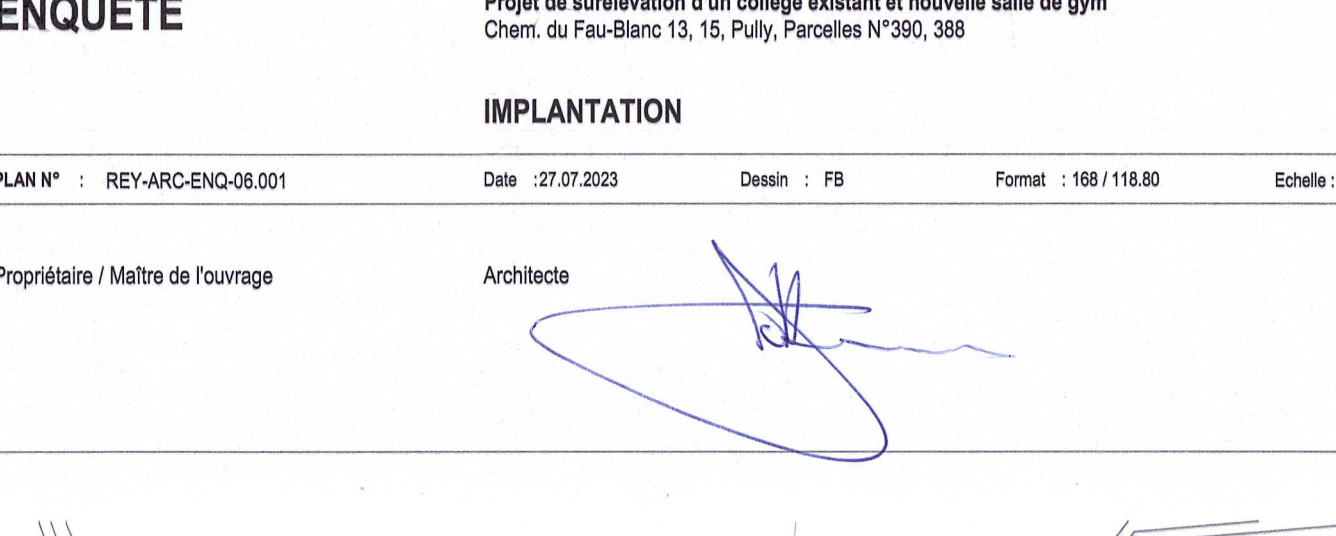 ENQUÊTE
Projet de surélévation d'un collège existant et nouvelle salle de gym
Chem. du Fau-Blanc 13, 15, Pully, Parcelles N°390, 388
IMPLANTATION
PLAN N° : REY-ARC-ENQ-06.001 Date :27.07.2023 Dessin : FB Format : 168 / 118.80 Echelle :
Propriétaire / Maître de l'ouvrage Architecte